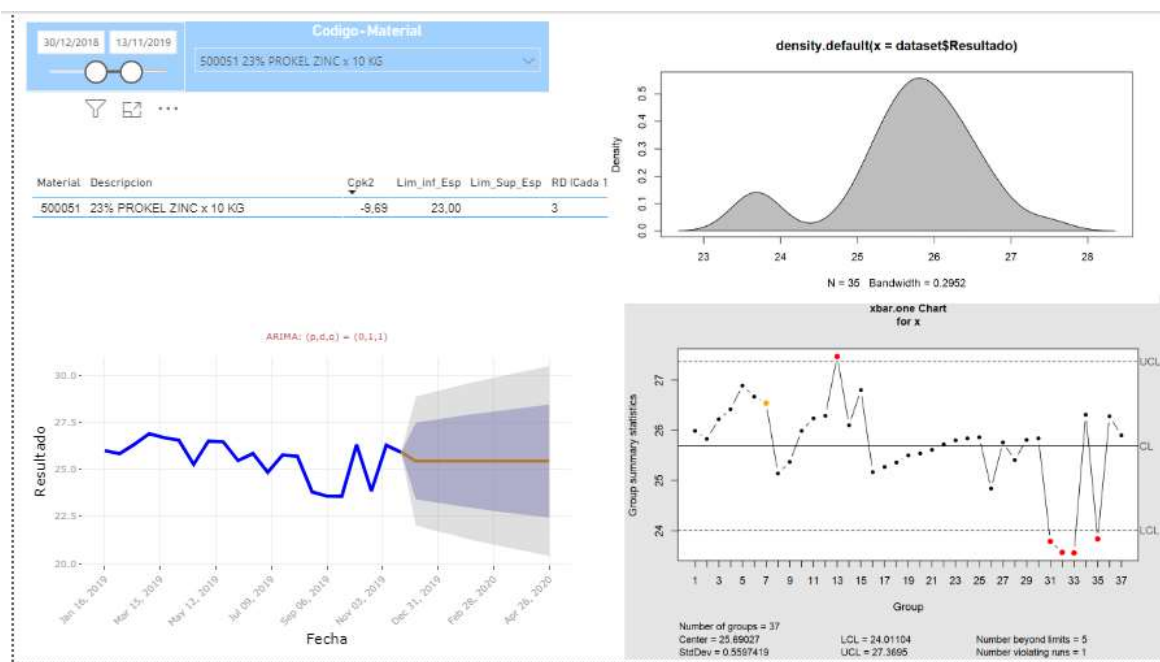 30/12/2018 13/11/2019
Codigo-Material
500051 23% PROKEL ZINC x 10 KG
Material Descripcion Cpk2 Lim_inf_Esp Lim_Sup_Esp RD (Cada 1
500051 23% PROKEL ZINC x 10 KG -9,69 23,00 3
density.default(x = dataset$Resultado)
Density
0.0 0.1 0.2 0.3 0.4 0.5
23 24 25 26 27 28
N = 35 Bandwidth = 0.2952
ARIMA: (p,d,q) = (0,1,1)
Resultado
30.0
27.5
25.0
22.5
20.0
Jan 16, 2019 Mar 15, 2019 May 12, 2019 Jul 09, 2019 Sep 06, 2019 Nov 03, 2019 Dec 31, 2019 Feb 28, 2020 Apr 26, 2020
Fecha
xbar.one Chart
for x
Group summary statistics
24 25 26 27
UCL
CL
LCL
1 3 5 7 9 11 13 15 17 19 21 23 25 27 29 31 33 35 37
Group
Number of groups = 37
Center = 25.69027 LCL = 24.01104 Number beyond limits = 5
StdDev = 0.5597419 UCL = 27.3695 Number violating runs = 1